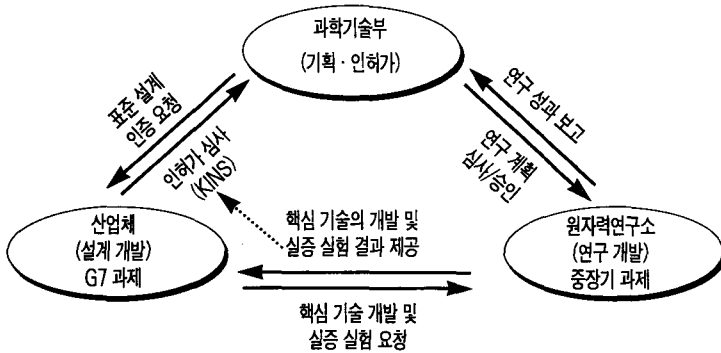 과학기술부
(기획 · 인허가)
표준 설계
인증 요청
인허가 심사
(KINS)
연구 성과 보고
연구 계획
심사/승인
산업체
(설계 개발)
G7 과제
핵심 기술의 개발 및
실증 실험 결과 제공
원자력연구소
(연구 개발)
중장기 과제
핵심 기술 개발 및
실증 실험 요청